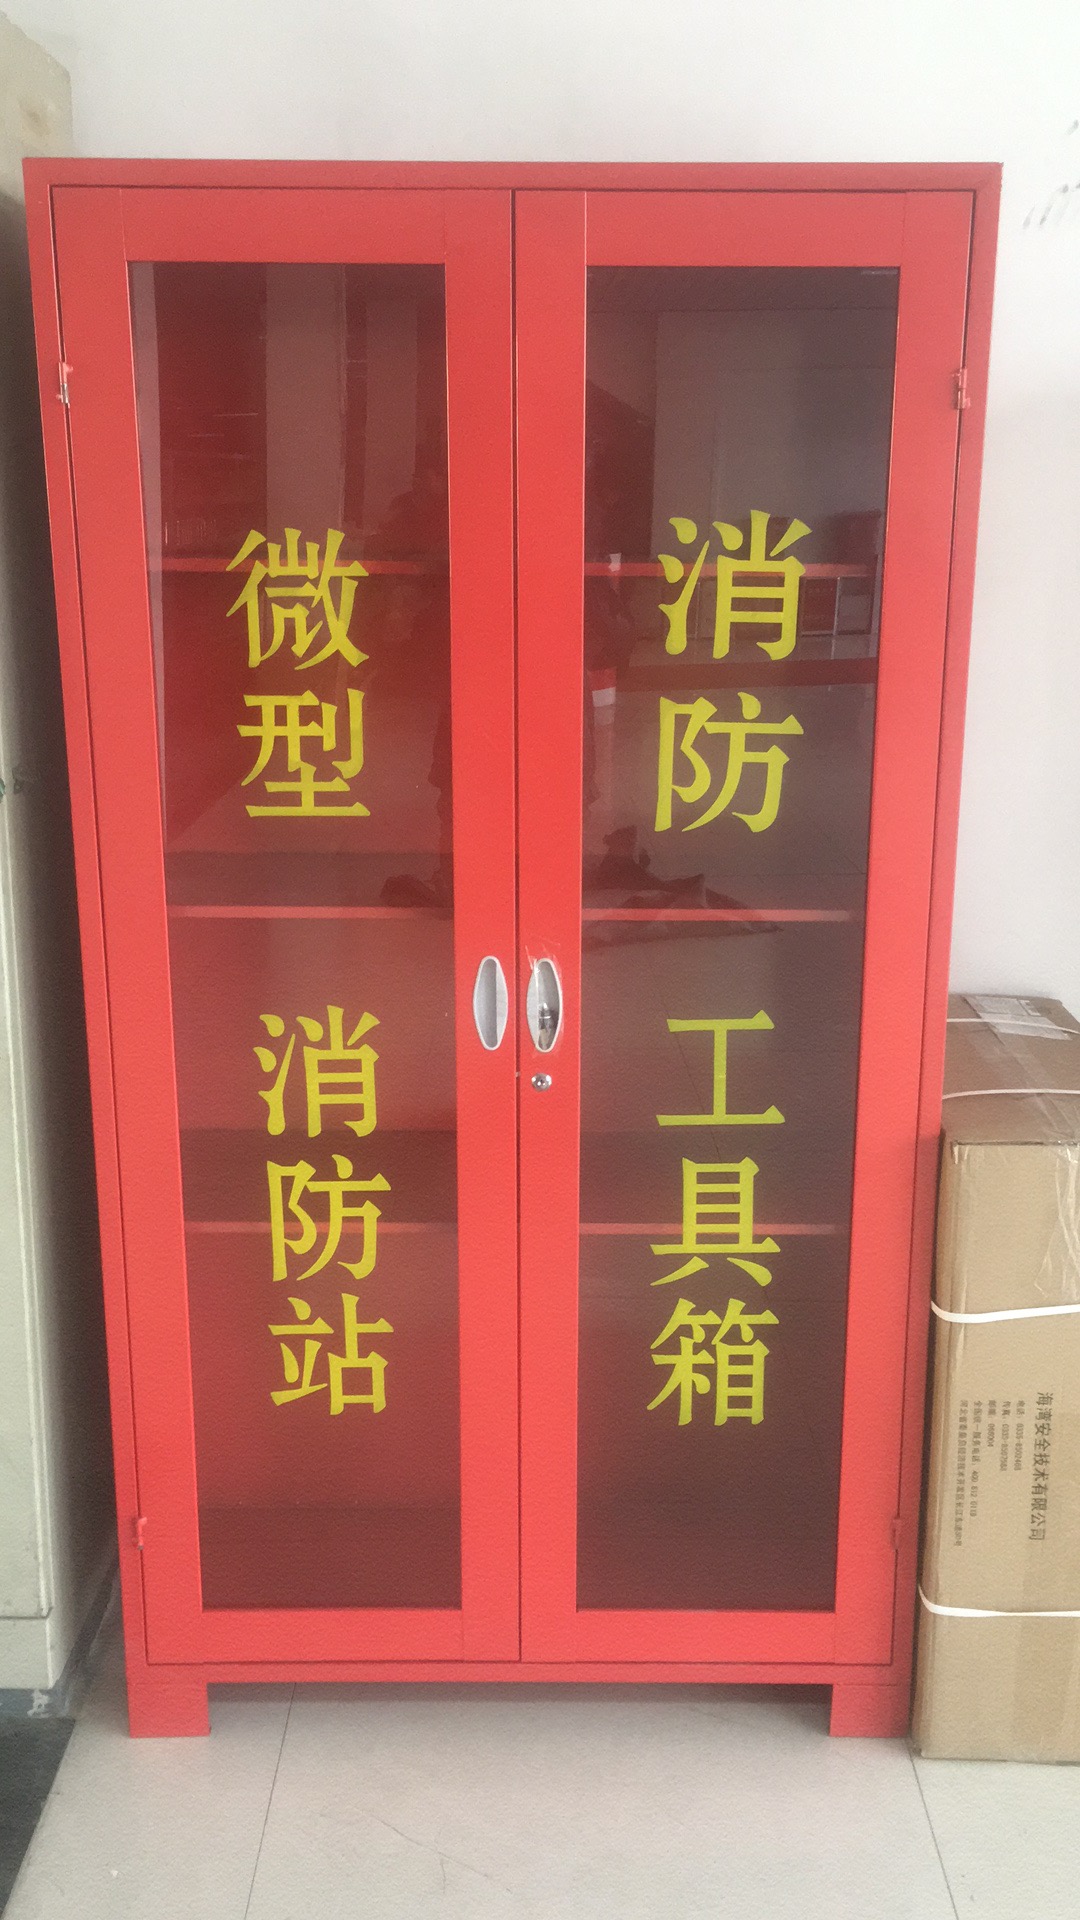 微型
消防站
消防
工具箱
海湾安全技术有限公司